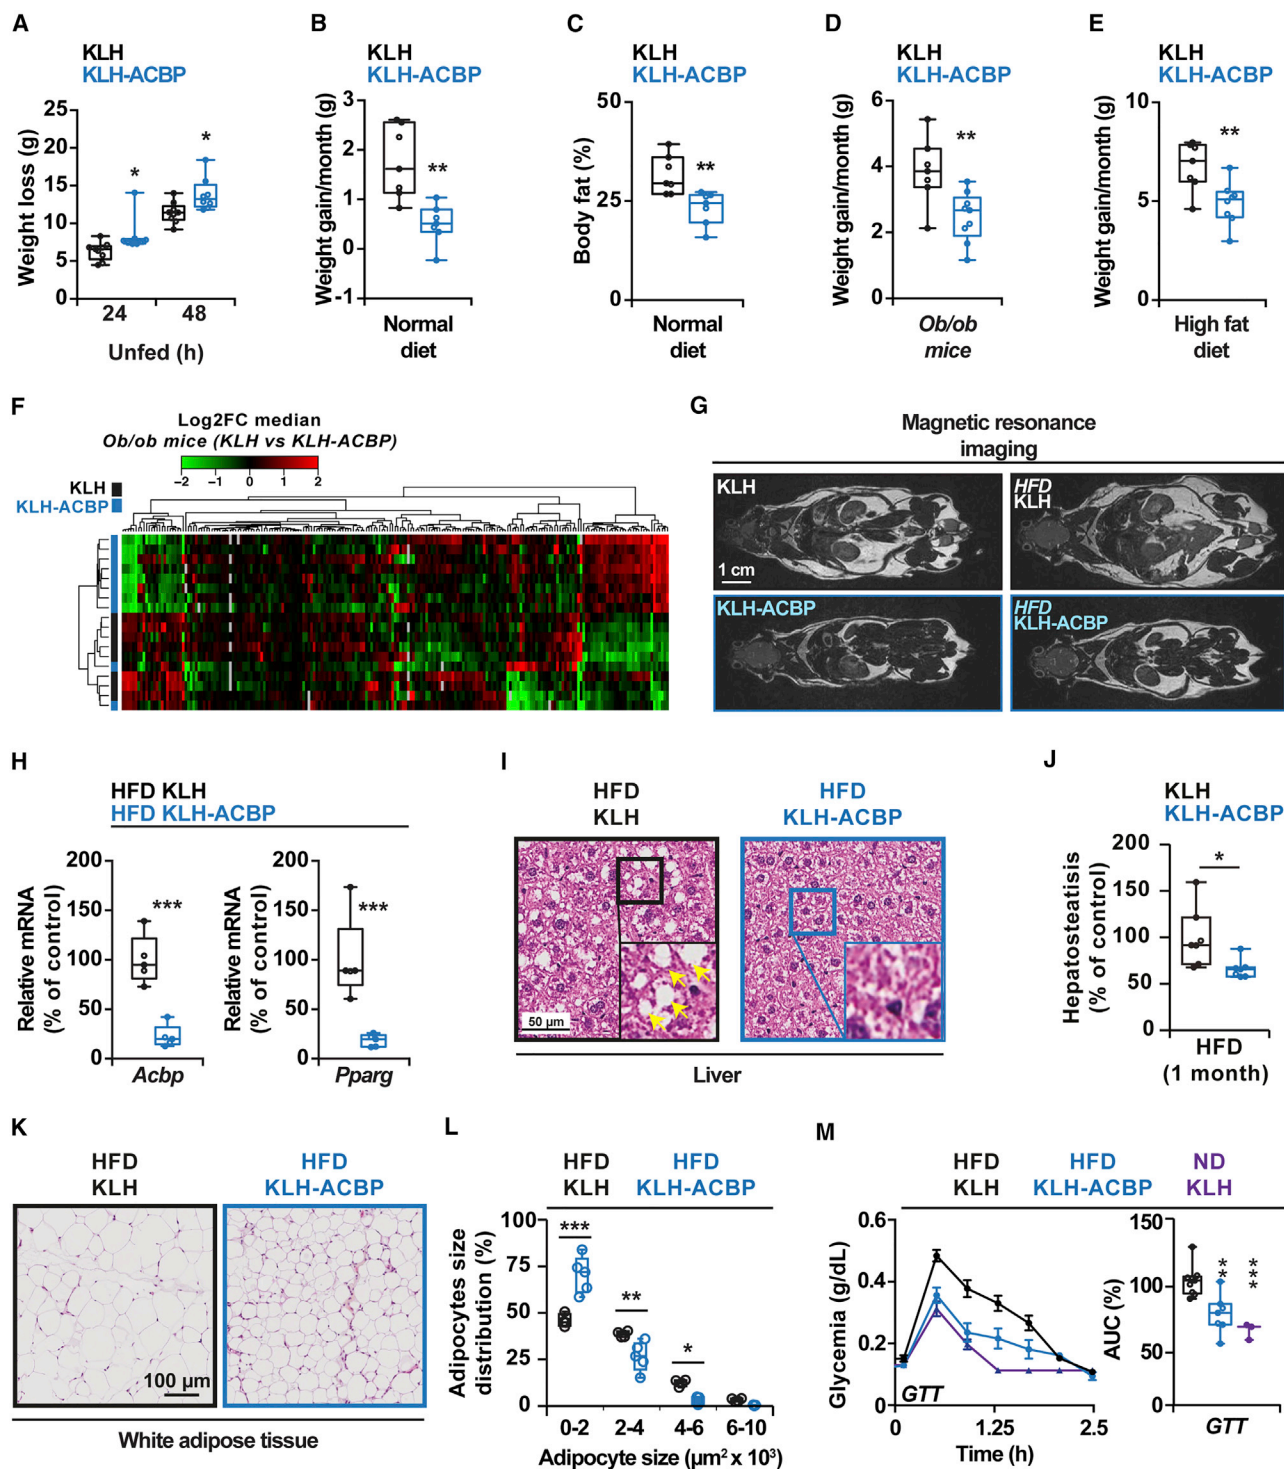 A
KLH
KLH-ACBP
Weight loss (g)
25
20
15
10
5
0
*
*
24
48
Unfed (h)
B
KLH
KLH-ACBP
Weight gain/month (g)
3
2
1
0
-1
**
Normal
diet
C
KLH
KLH-ACBP
Body fat (%)
50
25
0
**
Normal
diet
D
KLH
KLH-ACBP
Weight gain/month (g)
6
4
2
0
**
Ob/ob
mice
E
KLH
KLH-ACBP
Weight gain/month (g)
10
5
0
**
High fat
diet
F
Log2FC median
Ob/ob mice (KLH vs KLH-ACBP)
−2 −1 0 1 2
KLH
KLH-ACBP
G
Magnetic resonance
imaging
KLH
1 cm
HFD
KLH
KLH-ACBP
HFD
KLH-ACBP
H
HFD KLH
HFD KLH-ACBP
Relative mRNA
(% of control)
200
150
100
50
0
***
Acbp
Relative mRNA
(% of control)
200
150
100
50
0
***
Pparg
I
HFD
KLH
HFD
KLH-ACBP
50 µm
Liver
J
KLH
KLH-ACBP
Hepatosteatisis
(% of control)
200
150
100
50
0
*
HFD
(1 month)
K
HFD
KLH
HFD
KLH-ACBP
100 µm
White adipose tissue
L
HFD
KLH
HFD
KLH-ACBP
Adipocytes size
distribution (%)
100
75
50
25
0
***
**
*
0-2 2-4 4-6 6-10
Adipocyte size (µm² x 10³)
M
HFD
KLH
HFD
KLH-ACBP
ND
KLH
Glycemia (g/dL)
0.6
0.4
0.2
0
GTT
0 1.25 2.5
Time (h)
AUC (%)
150
100
50
0
**
***
GTT